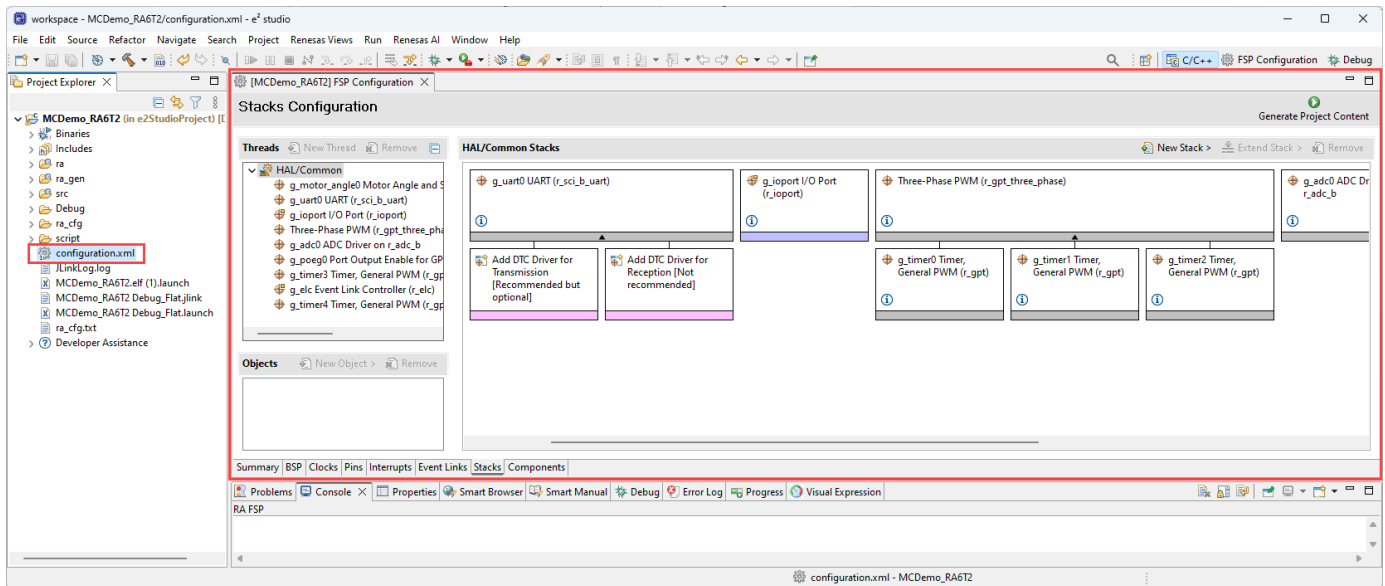 workspace - MCDemo_RA6T2/configuration.xml - e² studio
File Edit Source Refactor Navigate Search Project Renesas Views Run Renesas AI Window Help
C/C++ FSP Configuration Debug
Project Explorer
MCDemo_RA6T2 (in e2StudioProject) [
Binaries
Includes
ra
ra_gen
src
Debug
ra_cfg
script
configuration.xml
JLinkLog.log
MCDemo_RA6T2.elf (1).launch
MCDemo_RA6T2 Debug_Flat.jlink
MCDemo_RA6T2 Debug_Flat.launch
ra_cfg.txt
Developer Assistance
[MCDemo_RA6T2] FSP Configuration
Stacks Configuration
Generate Project Content
Threads New Thread Remove
HAL/Common
g_motor_angle0 Motor Angle and S
g_uart0 UART (r_sci_b_uart)
g_ioport I/O Port (r_ioport)
Three-Phase PWM (r_gpt_three_pha
g_adc0 ADC Driver on r_adc_b
g_poeg0 Port Output Enable for GP
g_timer3 Timer, General PWM (r_gp
g_elc Event Link Controller (r_elc)
g_timer4 Timer, General PWM (r_gp
Objects New Object > Remove
HAL/Common Stacks
New Stack > Extend Stack > Remove
g_uart0 UART (r_sci_b_uart)
g_ioport I/O Port
(r_ioport)
Three-Phase PWM (r_gpt_three_phase)
g_adc0 ADC Dr
r_adc_b
Add DTC Driver for
Transmission
[Recommended but
optional]
Add DTC Driver for
Reception [Not
recommended]
g_timer0 Timer,
General PWM (r_gpt)
g_timer1 Timer,
General PWM (r_gpt)
g_timer2 Timer,
General PWM (r_gpt)
Summary BSP Clocks Pins Interrupts Event Links Stacks Components
Problems Console Properties Smart Browser Smart Manual Debug Error Log Progress Visual Expression
RA FSP
configuration.xml - MCDemo_RA6T2